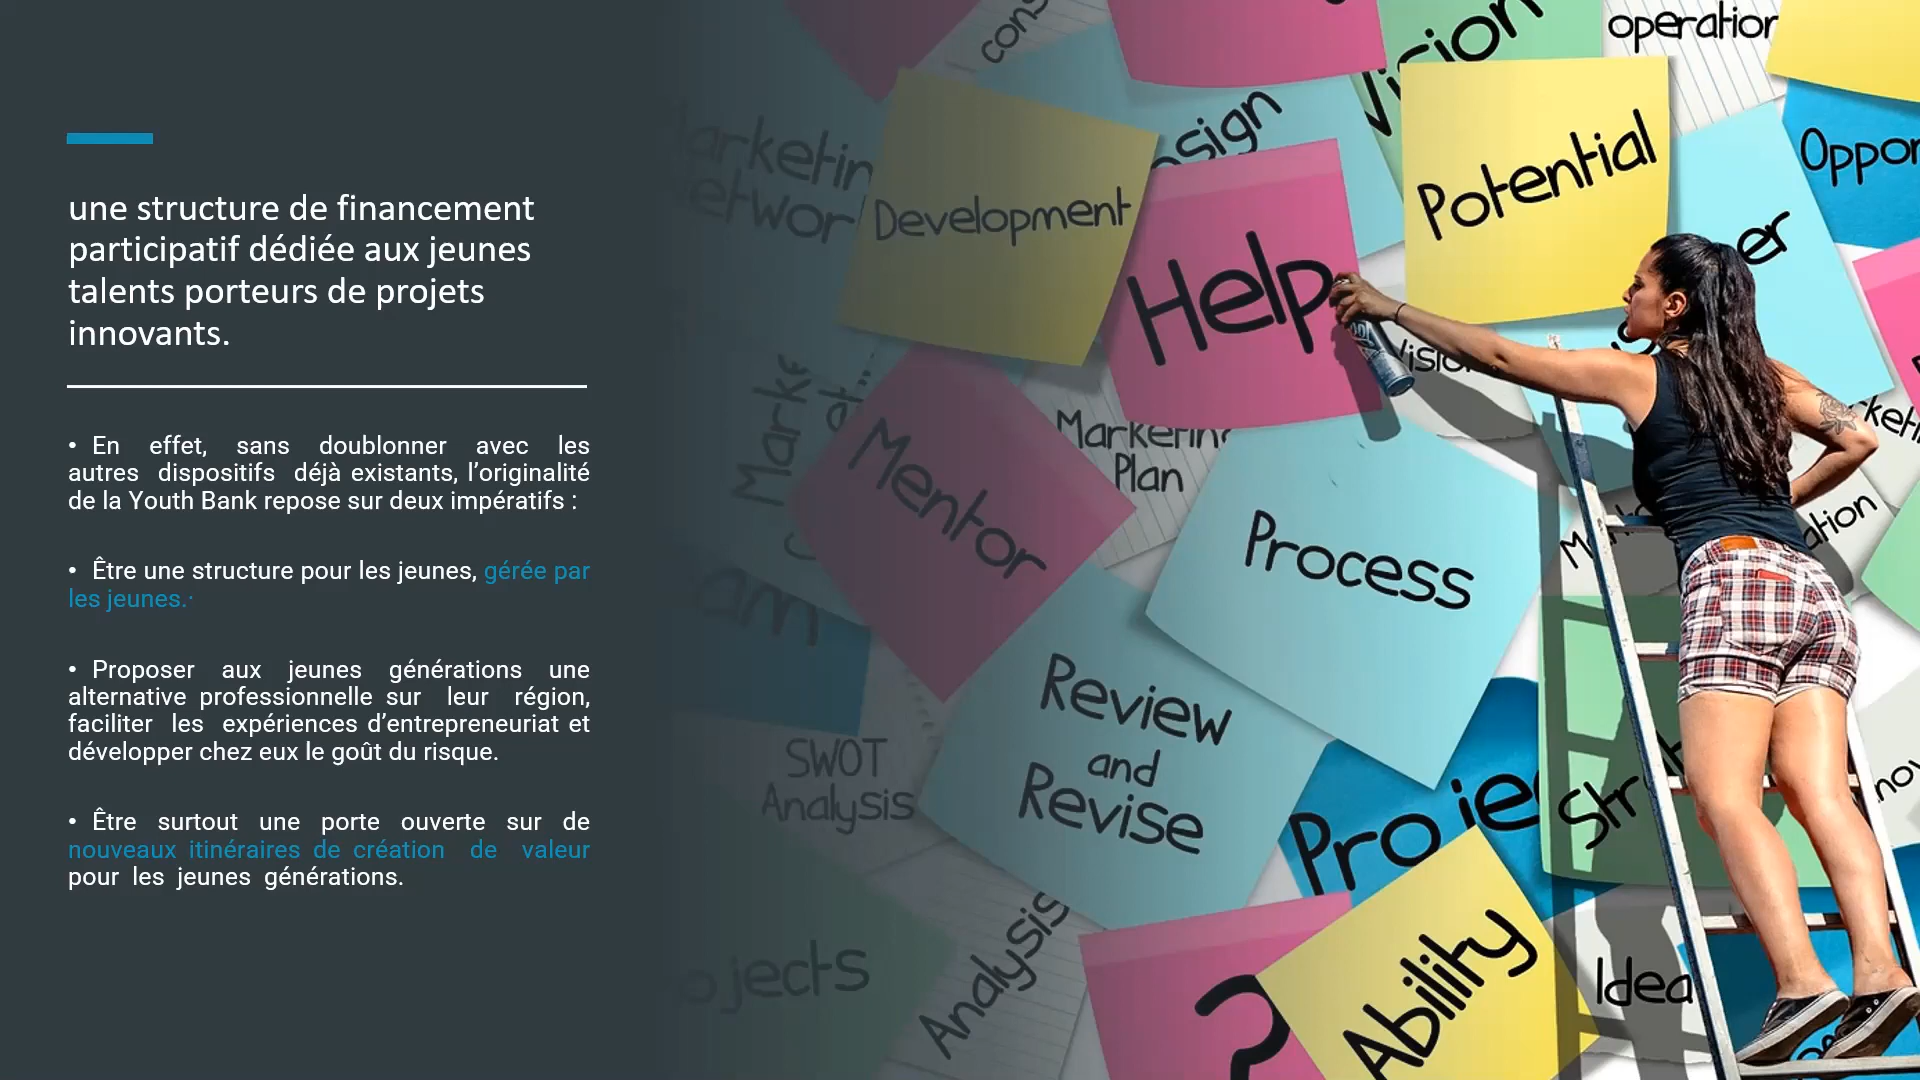 une structure de financement
participatif dédiée aux jeunes
talents porteurs de projets
innovants.
• En effet, sans doublonner avec les
autres dispositifs déjà existants, l’originalité
de la Youth Bank repose sur deux impératifs :
• Être une structure pour les jeunes, gérée par
les jeunes.·
• Proposer aux jeunes générations une
alternative professionnelle sur leur région,
faciliter les expériences d’entrepreneuriat et
développer chez eux le goût du risque.
• Être surtout une porte ouverte sur de
nouveaux itinéraires de création de valeur
pour les jeunes générations.
operation
Vision
Potential
Development
Help
Marketing
Plan
Mentor
Process
Review
and
Revise
SWOT
Analysis
Analysis
Ability
Idea
?